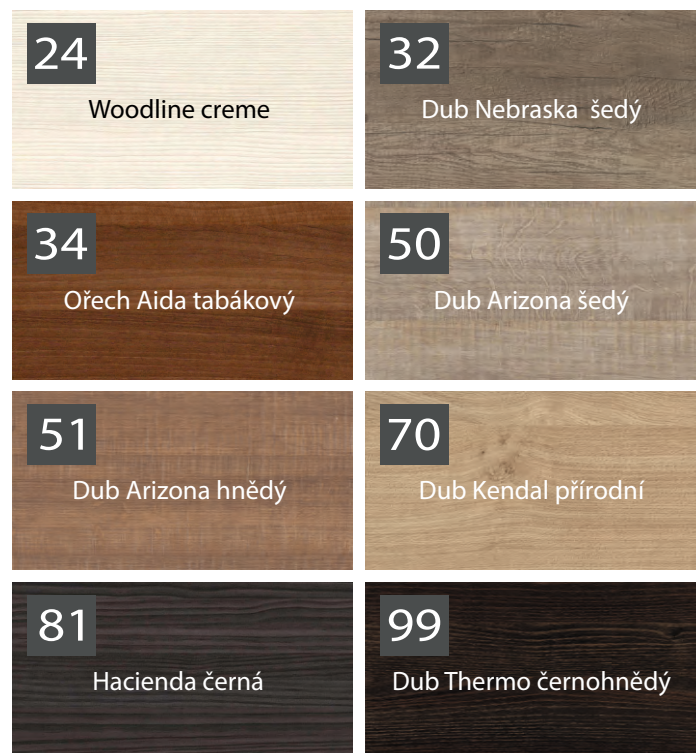 24
Woodline creme
32
Dub Nebraska šedý
34
Ořech Aida tabákový
50
Dub Arizona šedý
51
Dub Arizona hnědý
70
Dub Kendal přírodní
81
Hacienda černá
99
Dub Thermo černohnědý